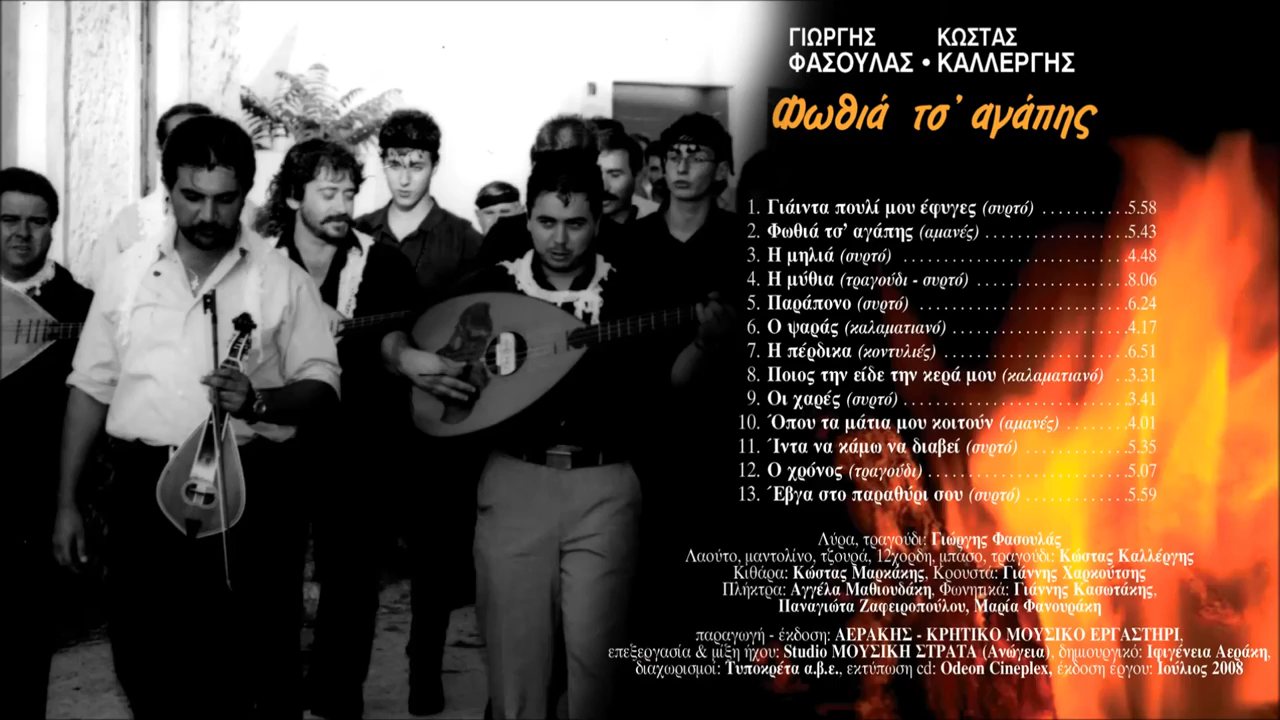 ΓΙΩΡΓΗΣ ΚΩΣΤΑΣ
ΦΑΣΟΥΛΑΣ • ΚΑΛΛΕΡΓΗΣ
Φωθιά τσ' αγάπης
1. Γιάιντα πουλί μου έφυγες (συρτό) ...........5.58
2. Φωθιά τσ' αγάπης (αμανές) ..................5.43
3. Η μηλιά (συρτό) ............................4.48
4. Η μύθια (τραγούδι - συρτό) ....................8.06
5. Παράπονο (συρτό) ...........................6.24
6. Ο ψαράς (καλαματιανό) ......................4.17
7. Η πέρδικα (κοντυλιές) .......................6.51
8. Ποιος την είδε την κερά μου (καλαματιανό) ..3.31
9. Οι χαρές (συρτό) ............................3.41
10. Όπου τα μάτια μου κοιτούν (αμανές) ........4.01
11. Ίντα να κάμω να διαβεί (συρτό) .............5.35
12. Ο χρόνος (τραγούδι) ........................5.07
13. Έβγα στο παραθύρι σου (συρτό) .............5.59
Λύρα, τραγούδι: Γιώργης Φασουλάς
Λαούτο, μαντολίνο, τζουρά, 12χορδη, μπάσο, τραγούδι: Κώστας Καλλέργης
Κιθάρα: Κώστας Μαρκάκης, Κρουστά: Γιάννης Χαρκούτσης
Πλήκτρα: Αγγέλα Μαθιουδάκη, Φωνητικά: Γιάννης Κασωτάκης,
Παναγιώτα Ζαφειροπούλου, Μαρία Φανουράκη
παραγωγή - έκδοση: ΑΕΡΑΚΗΣ - ΚΡΗΤΙΚΟ ΜΟΥΣΙΚΟ ΕΡΓΑΣΤΗΡΙ,
επεξεργασία & μίξη ήχου: Studio ΜΟΥΣΙΚΗ ΣΤΡΑΤΑ (Ανώγεια), δημιουργικό: Ιφιγένεια Αεράκη,
διαχωρισμοί: Τυποκρέτα α.β.ε., εκτύπωση cd: Odeon Cineplex, έκδοση έργου: Ιούλιος 2008